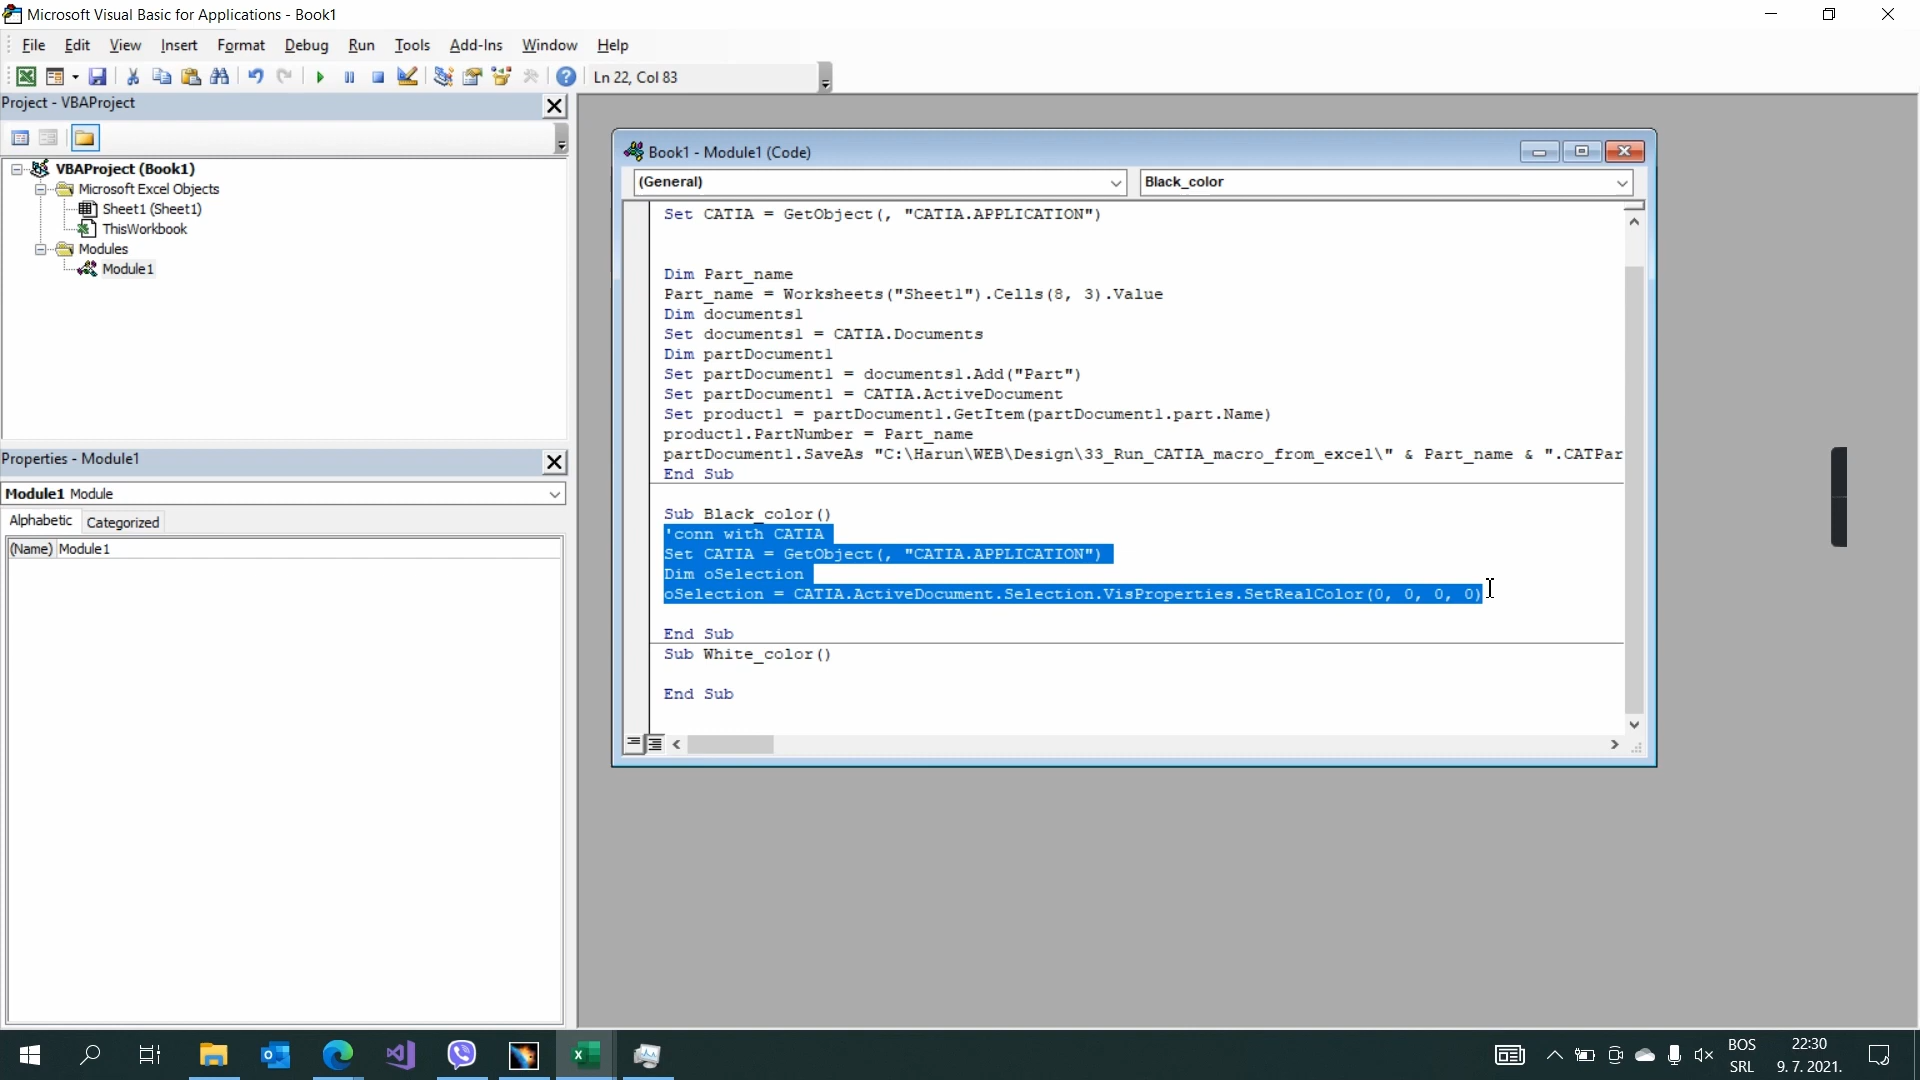 Microsoft Visual Basic for Applications - Book1
File Edit View Insert Format Debug Run Tools Add-Ins Window Help
Ln 22, Col 83
Project - VBAProject
VBAProject (Book1)
Microsoft Excel Objects
Sheet1 (Sheet1)
ThisWorkbook
Modules
Module1
Properties - Module1
Module1 Module
Alphabetic Categorized
(Name) Module1
Book1 - Module1 (Code)
(General) Black_color
Set CATIA = GetObject(, "CATIA.APPLICATION")
Dim Part_name
Part_name = Worksheets("Sheet1").Cells(8, 3).Value
Dim documents1
Set documents1 = CATIA.Documents
Dim partDocument1
Set partDocument1 = documents1.Add("Part")
Set partDocument1 = CATIA.ActiveDocument
Set product1 = partDocument1.GetItem(partDocument1.part.Name)
product1.PartNumber = Part_name
partDocument1.SaveAs "C:\Harun\WEB\Design\33_Run_CATIA_macro_from_excel\" & Part_name & ".CATPar
End Sub
Sub Black_color()
'conn with CATIA
Set CATIA = GetObject(, "CATIA.APPLICATION")
Dim oSelection
oSelection = CATIA.ActiveDocument.Selection.VisProperties.SetRealColor(0, 0, 0, 0)
End Sub
Sub White_color()
End Sub
BOS
SRL
22:30
9. 7. 2021.